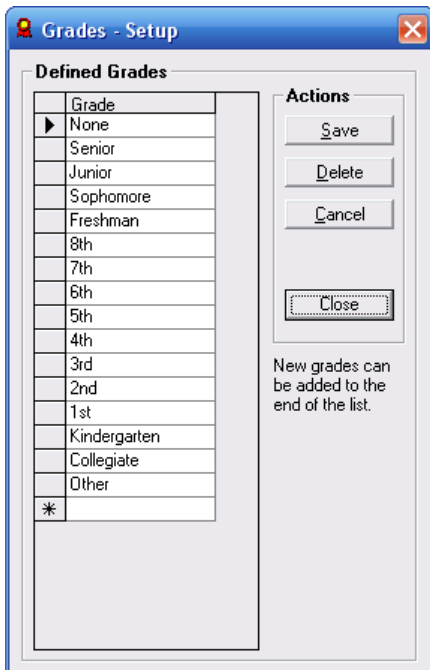 Grades - Setup
Defined Grades
Grade
None
Senior
Junior
Sophomore
Freshman
8th
7th
6th
5th
4th
3rd
2nd
1st
Kindergarten
Collegiate
Other
Actions
Save
Delete
Cancel
Close
New grades can
be added to the
end of the list.